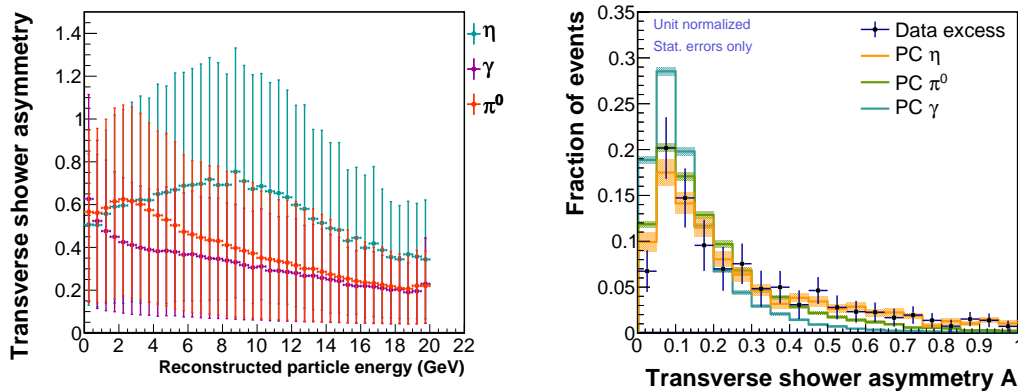 Transverse shower asymmetry
1.4
1.2
1
0.8
0.6
0.4
0.2
0
0 2 4 6 8 10 12 14 16 18 20 22
Reconstructed particle energy (GeV)
η
γ
π⁰
Fraction of events
0.35
0.3
0.25
0.2
0.15
0.1
0.05
0
0 0.1 0.2 0.3 0.4 0.5 0.6 0.7 0.8 0.9 1
Transverse shower asymmetry A
Unit normalized
Stat. errors only
Data excess
PC η
PC π⁰
PC γ